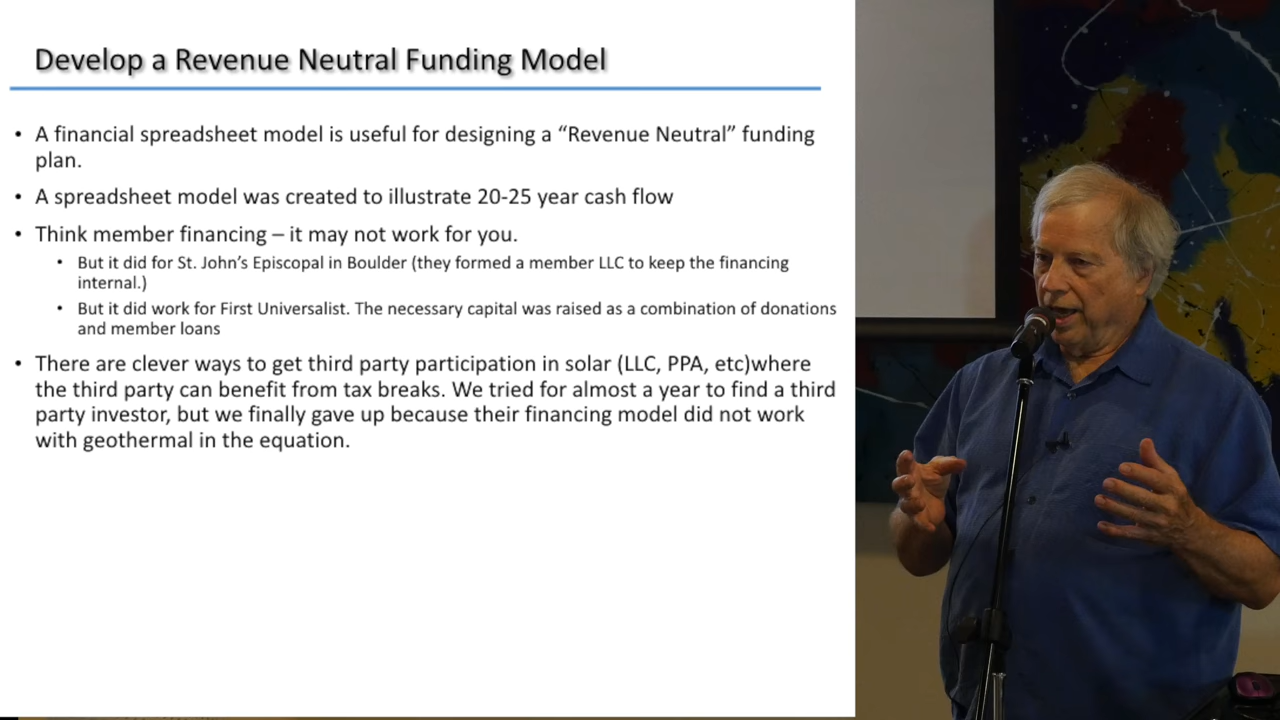 Develop a Revenue Neutral Funding Model
• A financial spreadsheet model is useful for designing a “Revenue Neutral” funding
plan.
• A spreadsheet model was created to illustrate 20-25 year cash flow
• Think member financing – it may not work for you.
• But it did for St. John’s Episcopal in Boulder (they formed a member LLC to keep the financing
internal.)
• But it did work for First Universalist. The necessary capital was raised as a combination of donations
and member loans
• There are clever ways to get third party participation in solar (LLC, PPA, etc)where
the third party can benefit from tax breaks. We tried for almost a year to find a third
party investor, but we finally gave up because their financing model did not work
with geothermal in the equation.